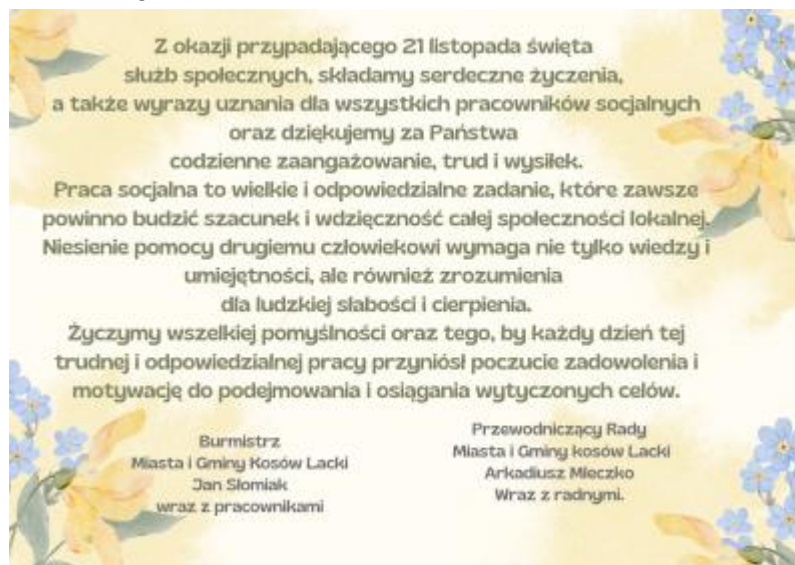 Z okazji przypadającego 21 listopada święta
służb społecznych, składamy serdeczne życzenia,
a także wyrazy uznania dla wszystkich pracowników socjalnych
oraz dziękujemy za Państwa
codzienne zaangażowanie, trud i wysiłek.
Praca socjalna to wielkie i odpowiedzialne zadanie, które zawsze
powinno budzić szacunek i wdzięczność całej społeczności lokalnej.
Niesienie pomocy drugiemu człowiekowi wymaga nie tylko wiedzy i
umiejętności, ale również zrozumienia
dla ludzkiej słabości i cierpienia.
Życzymy wszelkiej pomyślności oraz tego, by każdy dzień tej
trudnej i odpowiedzialnej pracy przyniósł poczucie zadowolenia i
motywację do podejmowania i osiągania wytyczonych celów.
Burmistrz
Miasta i Gminy Kosów Lacki
Jan Słomiak
wraz z pracownikami
Przewodniczący Rady
Miasta i Gminy kosów Lacki
Arkadiusz Mleczko
Wraz z radnymi.